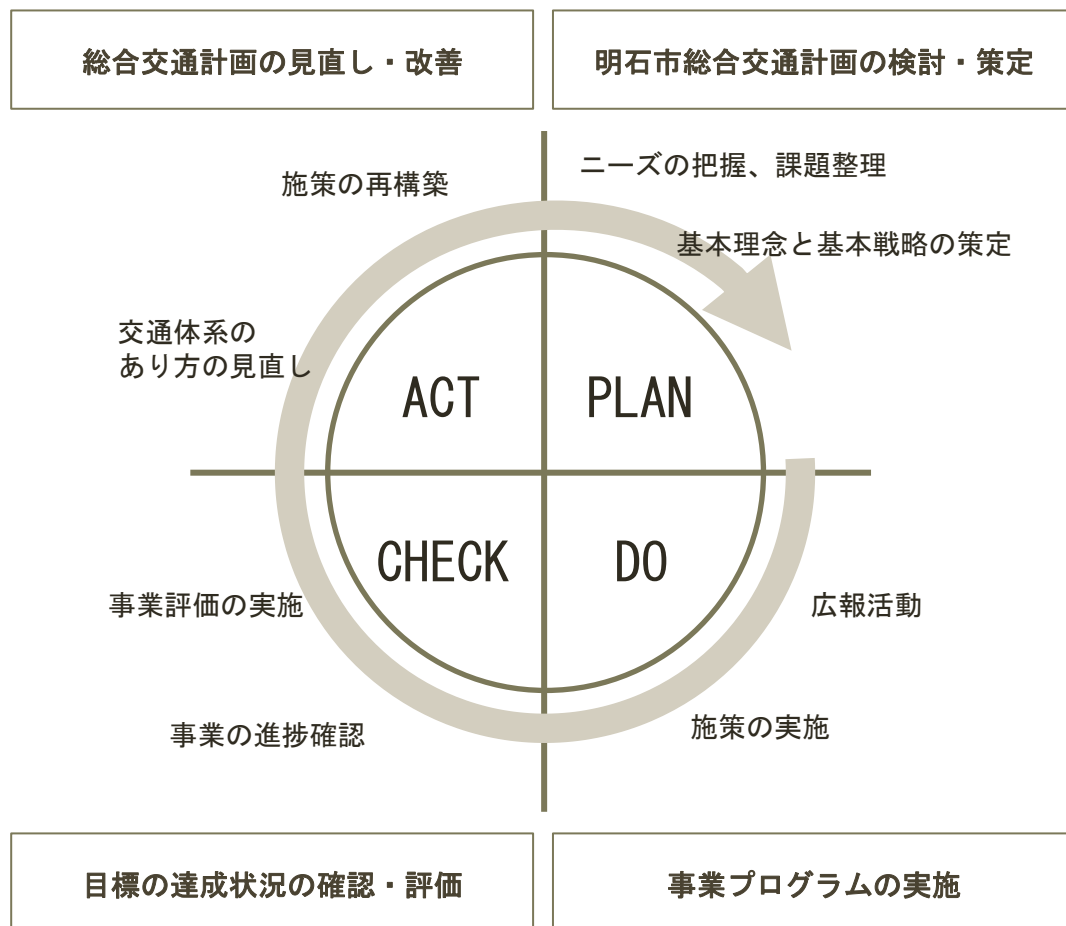 総合交通計画の見直し・改善
明石市総合交通計画の検討・策定
施策の再構築
ニーズの把握、課題整理
基本理念と基本戦略の策定
交通体系の
あり方の見直し
ACT
PLAN
CHECK
DO
事業評価の実施
広報活動
事業の進捗確認
施策の実施
目標の達成状況の確認・評価
事業プログラムの実施